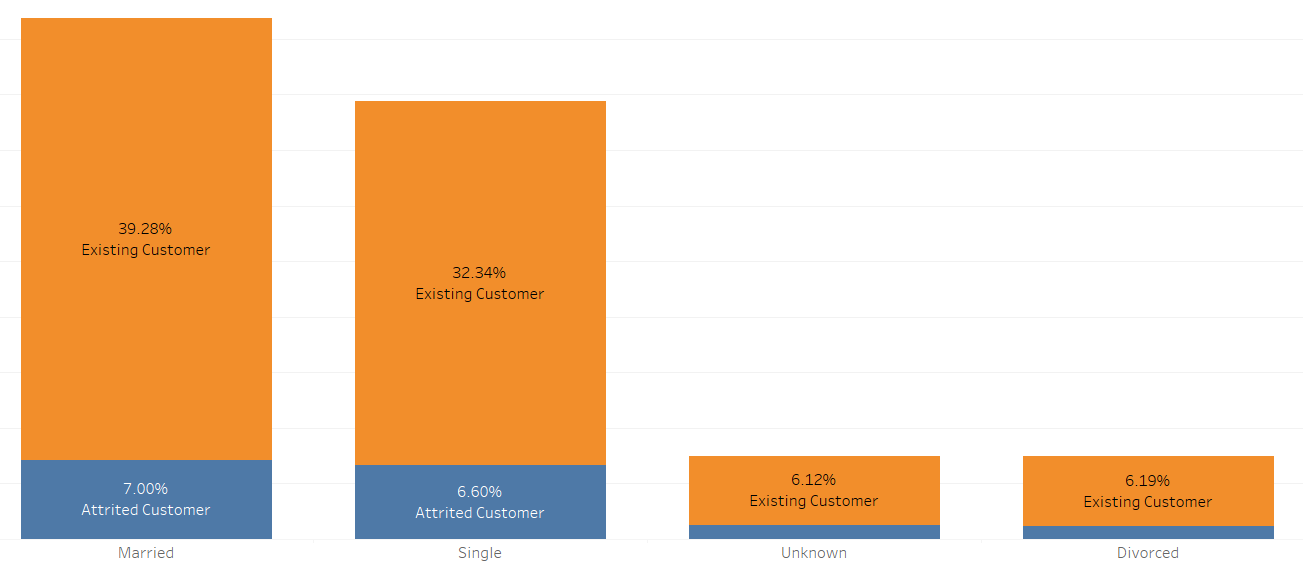 39.28%
Existing Customer
7.00%
Attrited Customer
32.34%
Existing Customer
6.60%
Attrited Customer
6.12%
Existing Customer
6.19%
Existing Customer
Married
Single
Unknown
Divorced